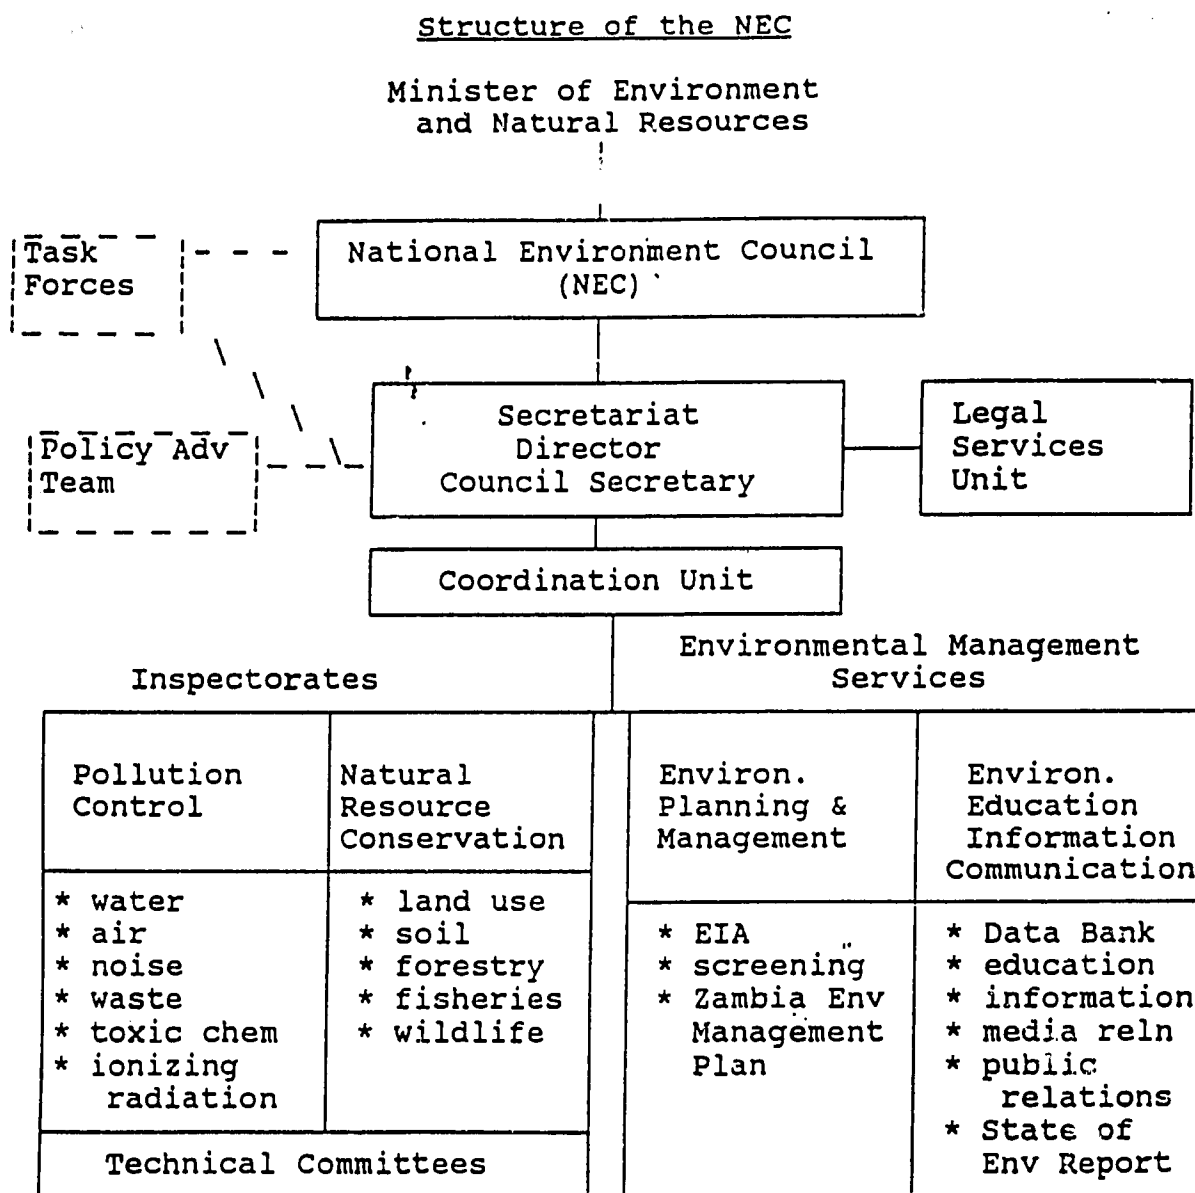 Structure of the NEC
Minister of Environment
and Natural Resources
Task
Forces
National Environment Council
(NEC)
Policy Adv
Team
Secretariat
Director
Council Secretary
Legal
Services
Unit
Coordination Unit
Inspectorates
Environmental Management
Services
Pollution
Control
Natural
Resource
Conservation
Environ.
Planning &
Management
Environ.
Education
Information
Communication
* water
* air
* noise
* waste
* toxic chem
* ionizing
radiation
* land use
* soil
* forestry
* fisheries
* wildlife
* EIA
* screening
* Zambia Env
Management
Plan
* Data Bank
* education
* information
* media reln
* public
relations
* State of
Env Report
Technical Committees